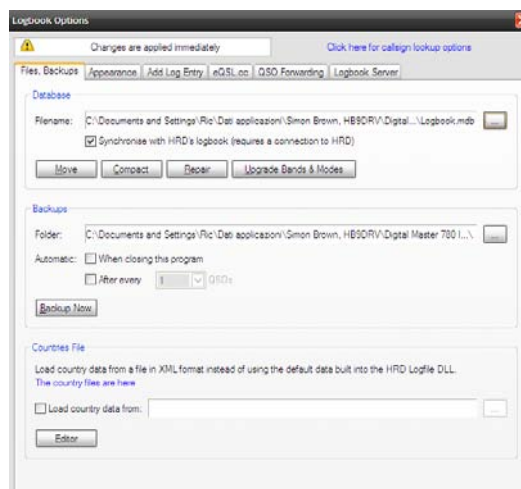 Logbook Options
Changes are applied immediately
Click here for callsign lookup options
Files, Backups
Appearance
Add Log Entry
eQSL.cc
QSO Forwarding
Logbook Server
Database
Filename:
C:\Documents and Settings\Ric\Dati applicazioni\Simon Brown, HB9DRV\Digital...\Logbook.mdb
...
Synchronise with HRD's logbook (requires a connection to HRD)
Move
Compact
Repair
Upgrade Bands & Modes
Backups
Folder:
C:\Documents and Settings\Ric\Dati applicazioni\Simon Brown, HB9DRV\Digital Master 780 l...\
...
Automatic:
When closing this program
After every
1
QSOs
Backup Now
Countries File
Load country data from a file in XML format instead of using the default data built into the HRD Logfile DLL.
The country files are here
Load country data from:
...
Editor